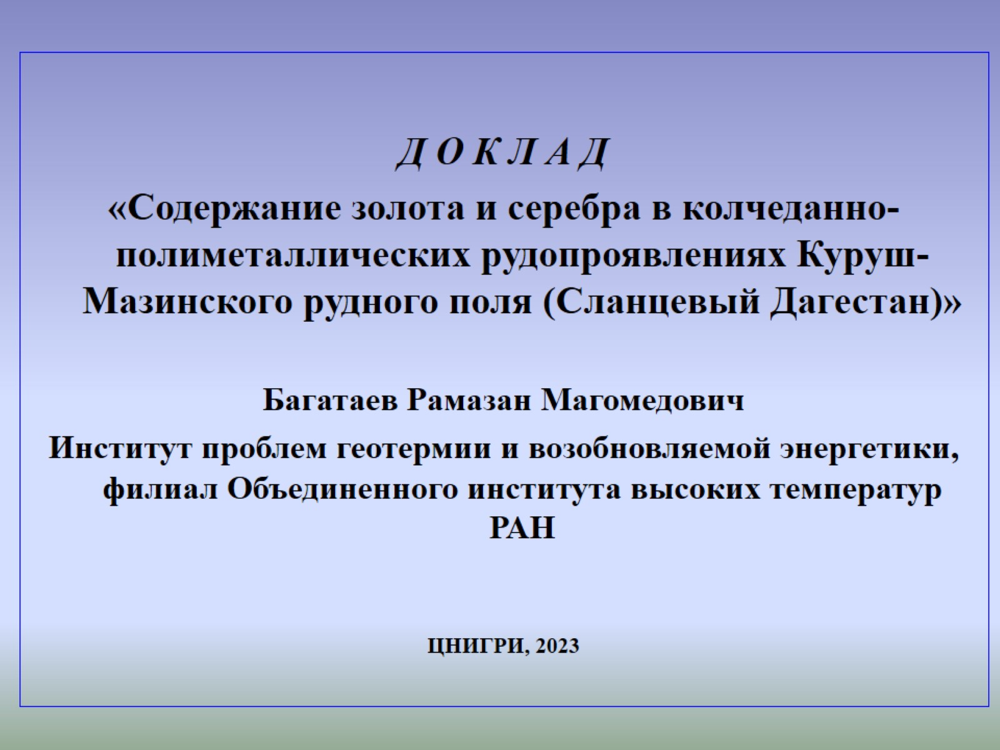 Д О К Л А Д
«Содержание золота и серебра в колчеданно-
полиметаллических рудопроявлениях Куруш-
Мазинского рудного поля (Сланцевый Дагестан)»
Багатаев Рамазан Магомедович
Институт проблем геотермии и возобновляемой энергетики,
филиал Объединенного института высоких температур
РАН
ЦНИГРИ, 2023